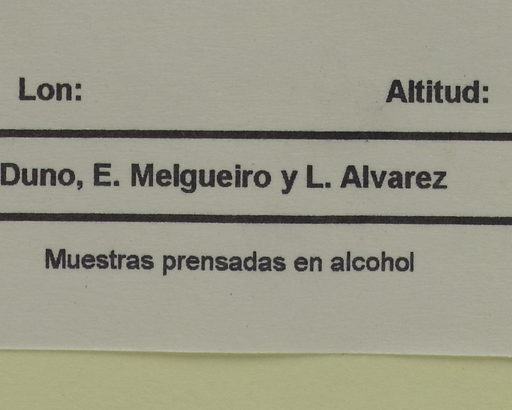 Lon: Altitud:
Duno, E. Melgueiro y L. Alvarez
Muestras prensadas en alcohol